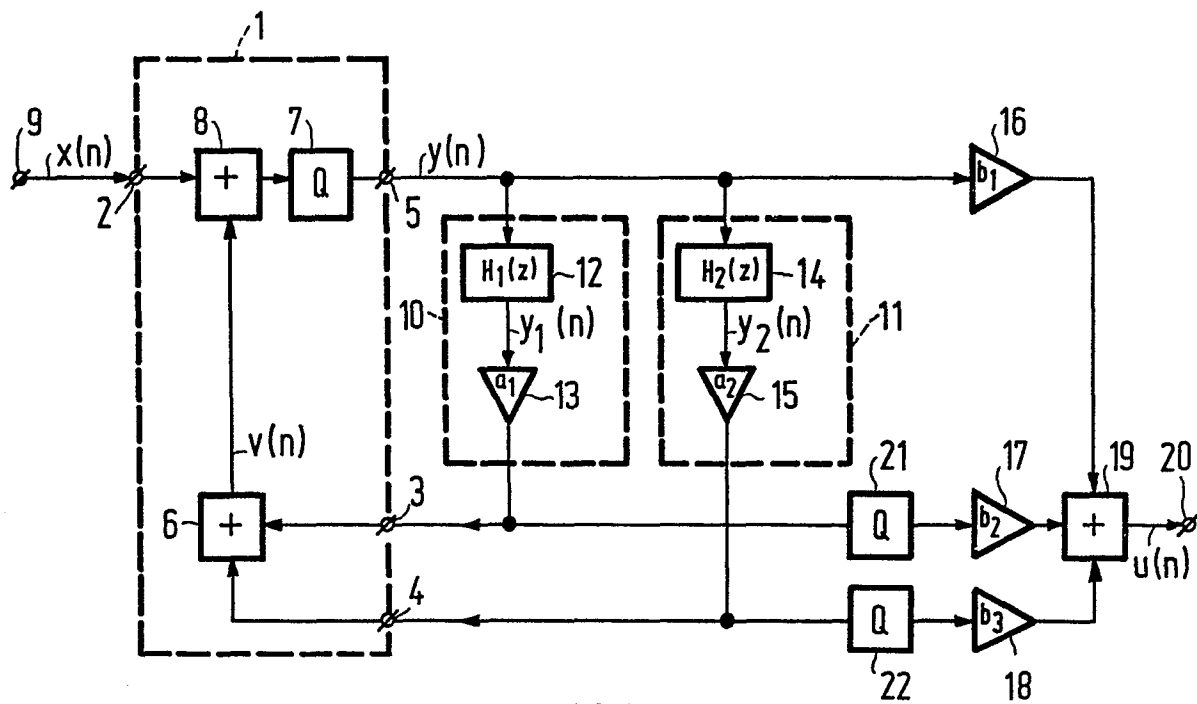 1
9
x(n)
8
7
y(n)
16
+
Q
b1
2
5
H1(z)
12
H2(z)
14
10
y1(n)
y2(n)
11
a1
13
a2
15
v(n)
3
21
17
19
20
6
+
Q
b2
+
u(n)
4
Q
b3
22
18